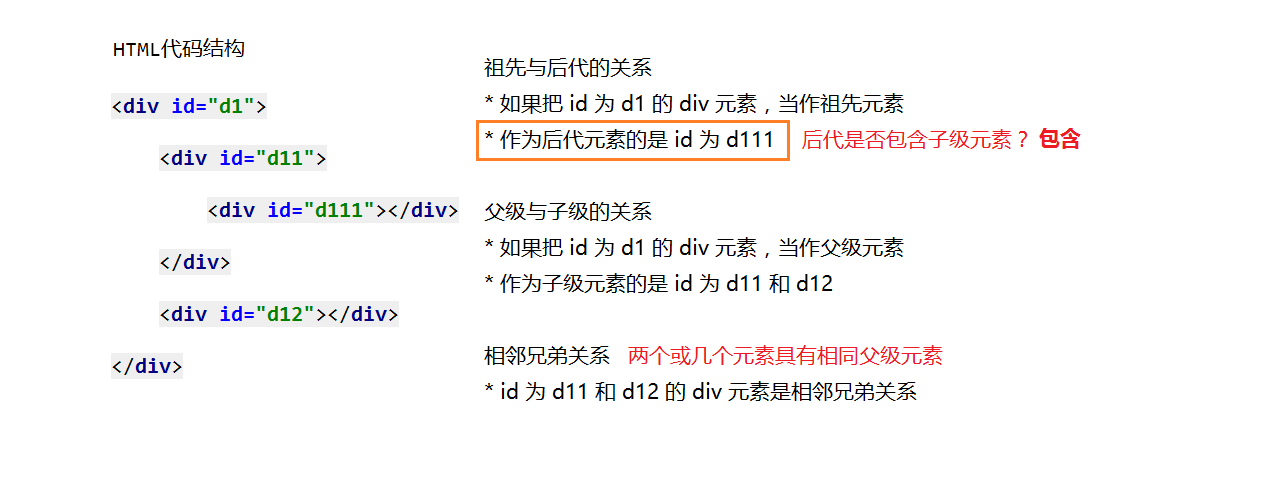 HTML代码结构
<div id="d1">
<div id="d11">
<div id="d111"></div>
</div>
<div id="d12"></div>
</div>
祖先与后代的关系
* 如果把 id 为 d1 的 div 元素，当作祖先元素
* 作为后代元素的是 id 为 d111 后代是否包含子级元素？ 包含
父级与子级的关系
* 如果把 id 为 d1 的 div 元素，当作父级元素
* 作为子级元素的是 id 为 d11 和 d12
相邻兄弟关系 两个或几个元素具有相同父级元素
* id 为 d11 和 d12 的 div 元素是相邻兄弟关系